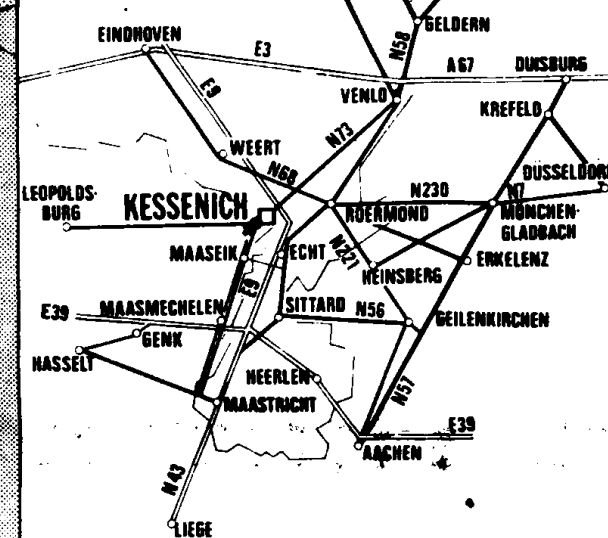 GELDERN
EINDHOVEN
N58
E3
A67
DUISBURG
E9
VENLO
KREFELD
N73
WEERT
N68
DUSSELDORF
LEOPOLDS-
BURG
KESSENICH
N230
N7
ROERMOND
MÖNCHEN-
GLADBACH
MAASEIK
ECHT
N221
HEINSBERG
ERKELENZ
E9
E39
MAASMECHELEN
SITTARD
N56
GEILENKIRCHEN
GENK
HASSELT
HEERLEN
N57
MAASTRICHT
E39
AACHEN
N43
LIEGE